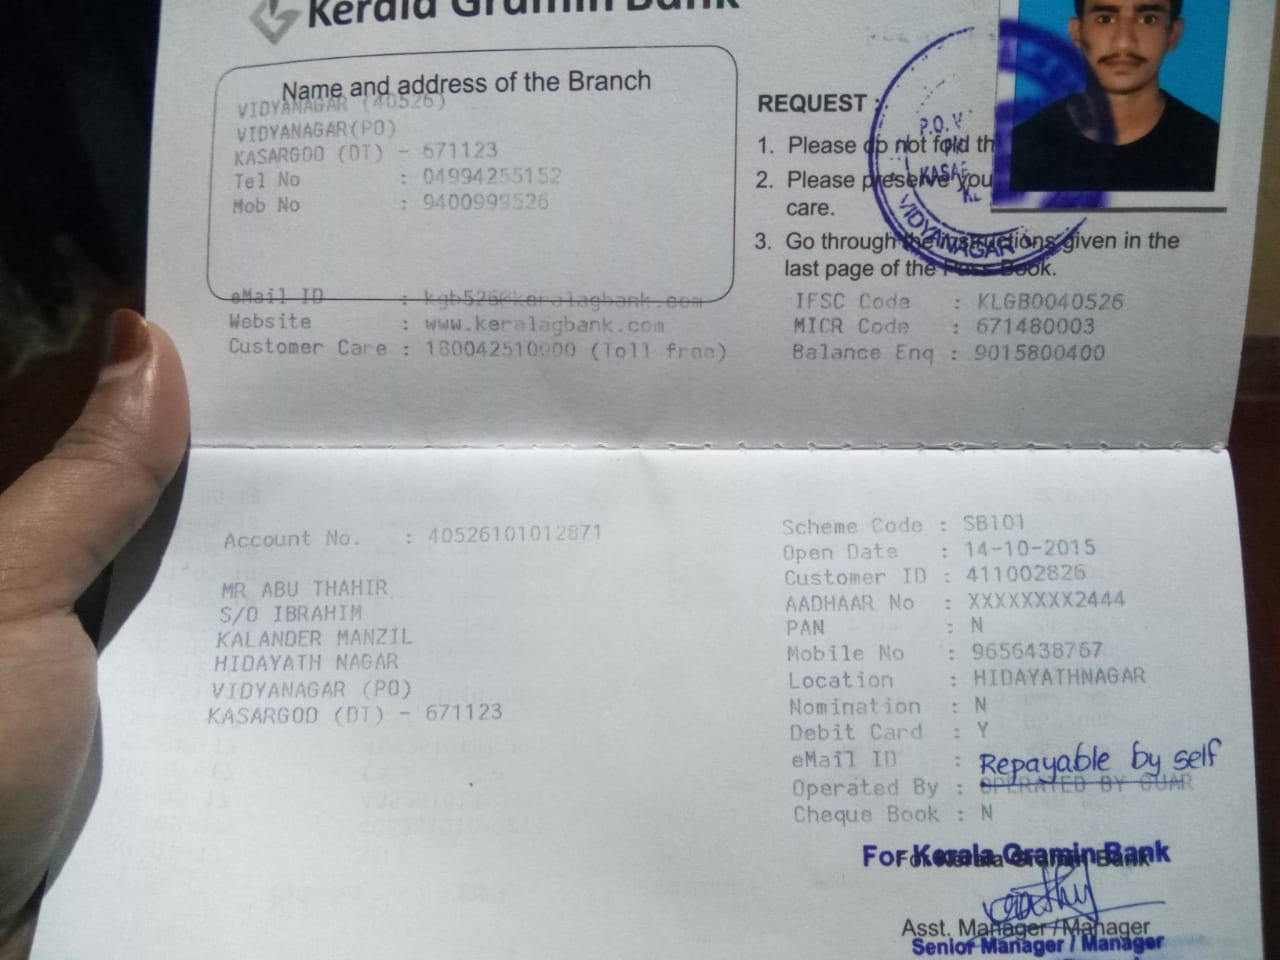 Kerala Gramin Bank
Name and address of the Branch
VIDYANAGAR (40526)
VIDYANAGAR(PO)
KASARGOD (DT) - 671123
Tel No : 04994255152
Mob No : 9400999526
eMail ID : kgb526@keralagbank.com
Website : www.keralagbank.com
Customer Care : 180042510000 (Toll free)
REQUEST :
1. Please do not fold th
2. Please preserve you
care.
3. Go through the instructions given in the
last page of the Pass Book.
P.O. V
KASAR
KL
VIDYANAGAR
IFSC Code : KLGB0040526
MICR Code : 671480003
Balance Enq : 9015800400
Account No. : 40526101012871
MR ABU THAHIR
S/O IBRAHIM
KALANDER MANZIL
HIDAYATH NAGAR
VIDYANAGAR (PO)
KASARGOD (DT) - 671123
Scheme Code : SB101
Open Date : 14-10-2015
Customer ID : 411002826
AADHAAR No : XXXXXXXX2444
PAN : N
Mobile No : 9656438767
Location : HIDAYATHNAGAR
Nomination : N
Debit Card : Y
eMail ID :
Repayable by self
Operated By : OPERATED BY GUAR
Cheque Book : N
For Kerala Gramin Bank
For Kerala Gramin Bank
Asst. Manager/Manager
Senior Manager / Manager